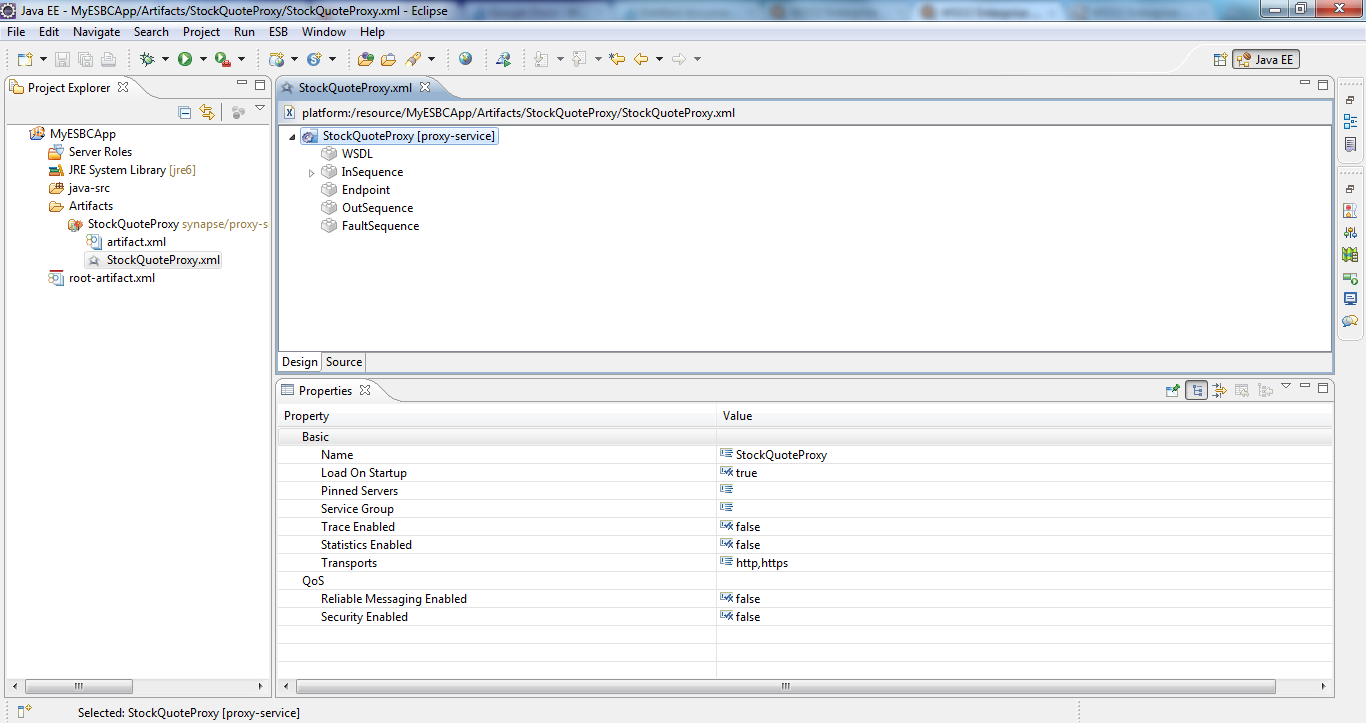 Java EE - MyESBCApp/Artifacts/StockQuoteProxy/StockQuoteProxy.xml - Eclipse
File Edit Navigate Search Project Run ESB Window Help
Java EE
Project Explorer
MyESBCApp
Server Roles
JRE System Library [jre6]
java-src
Artifacts
StockQuoteProxy synapse/proxy-s
artifact.xml
StockQuoteProxy.xml
root-artifact.xml
StockQuoteProxy.xml
platform:/resource/MyESBCApp/Artifacts/StockQuoteProxy/StockQuoteProxy.xml
StockQuoteProxy [proxy-service]
WSDL
InSequence
Endpoint
OutSequence
FaultSequence
Design Source
Properties
Property Value
Basic
Name StockQuoteProxy
Load On Startup true
Pinned Servers
Service Group
Trace Enabled false
Statistics Enabled false
Transports http,https
QoS
Reliable Messaging Enabled false
Security Enabled false
Selected: StockQuoteProxy [proxy-service]